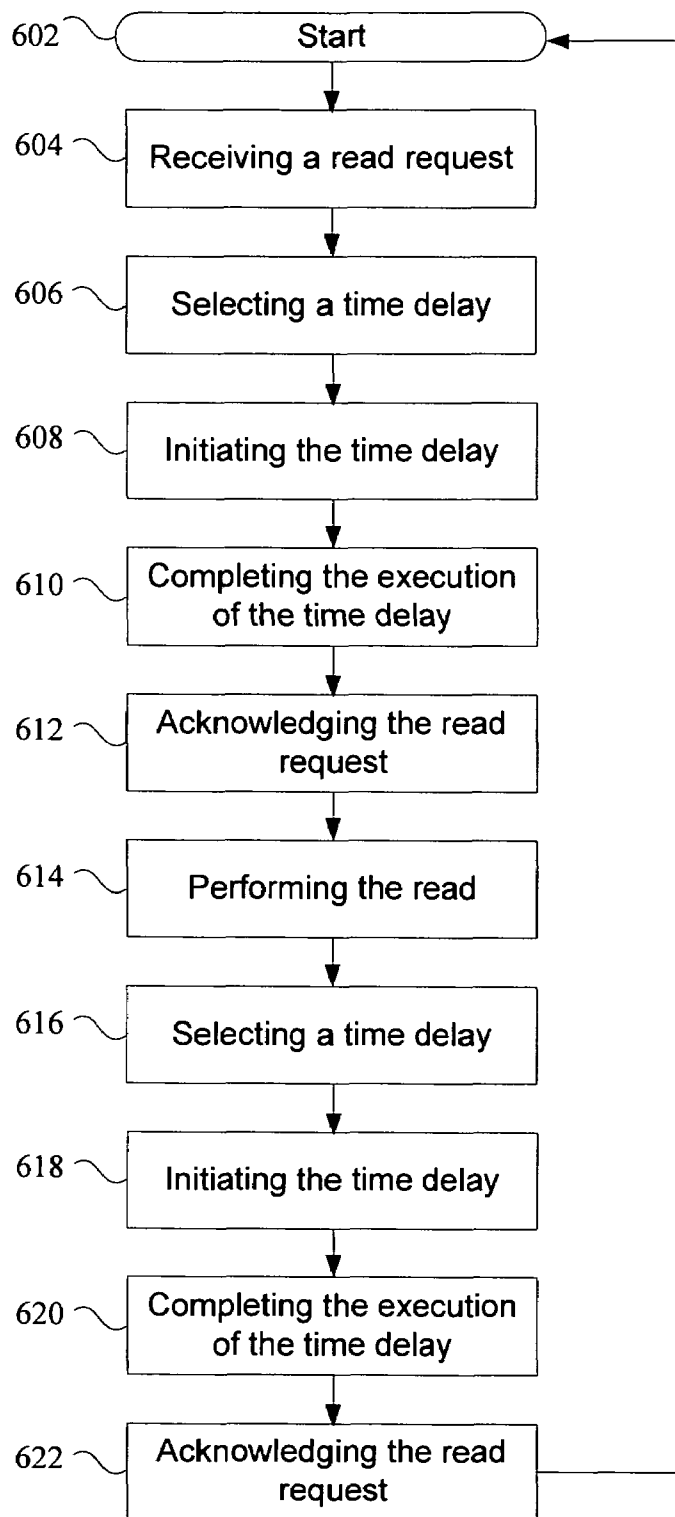 602
Start
604
Receiving a read request
606
Selecting a time delay
608
Initiating the time delay
610
Completing the execution
of the time delay
612
Acknowledging the read
request
614
Performing the read
616
Selecting a time delay
618
Initiating the time delay
620
Completing the execution
of the time delay
622
Acknowledging the read
request